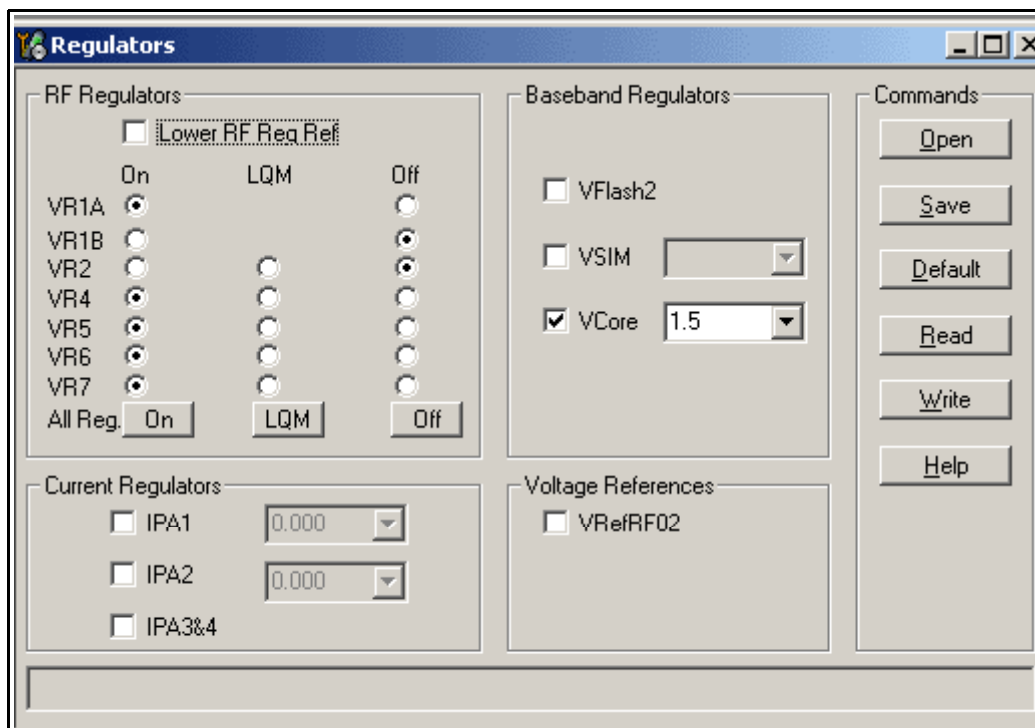 Regulators
RF Regulators
Lower RF Reg Ref
On LQM Off
VR1A
VR1B
VR2
VR4
VR5
VR6
VR7
All Reg. On LQM Off
Current Regulators
IPA1 0.000
IPA2 0.000
IPA3&4
Baseband Regulators
VFlash2
VSIM
VCore 1.5
Voltage References
VRefRF02
Commands
Open
Save
Default
Read
Write
Help